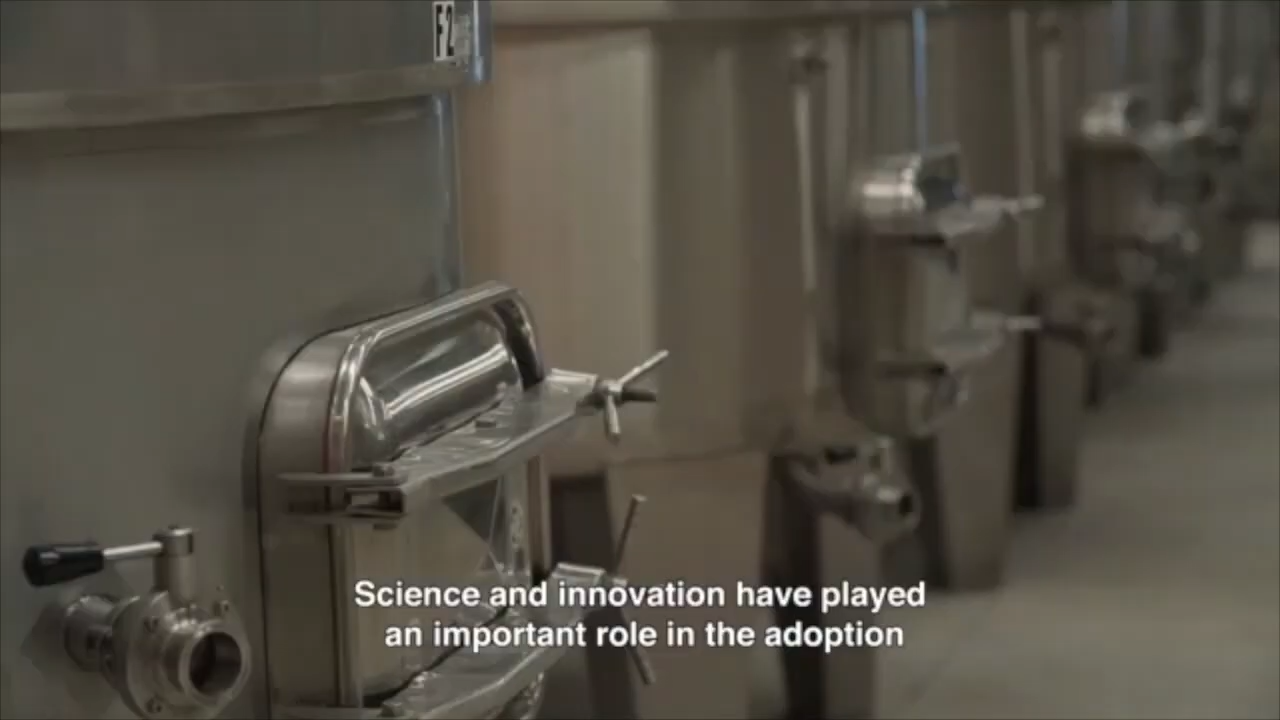 F2
Science and innovation have played
an important role in the adoption